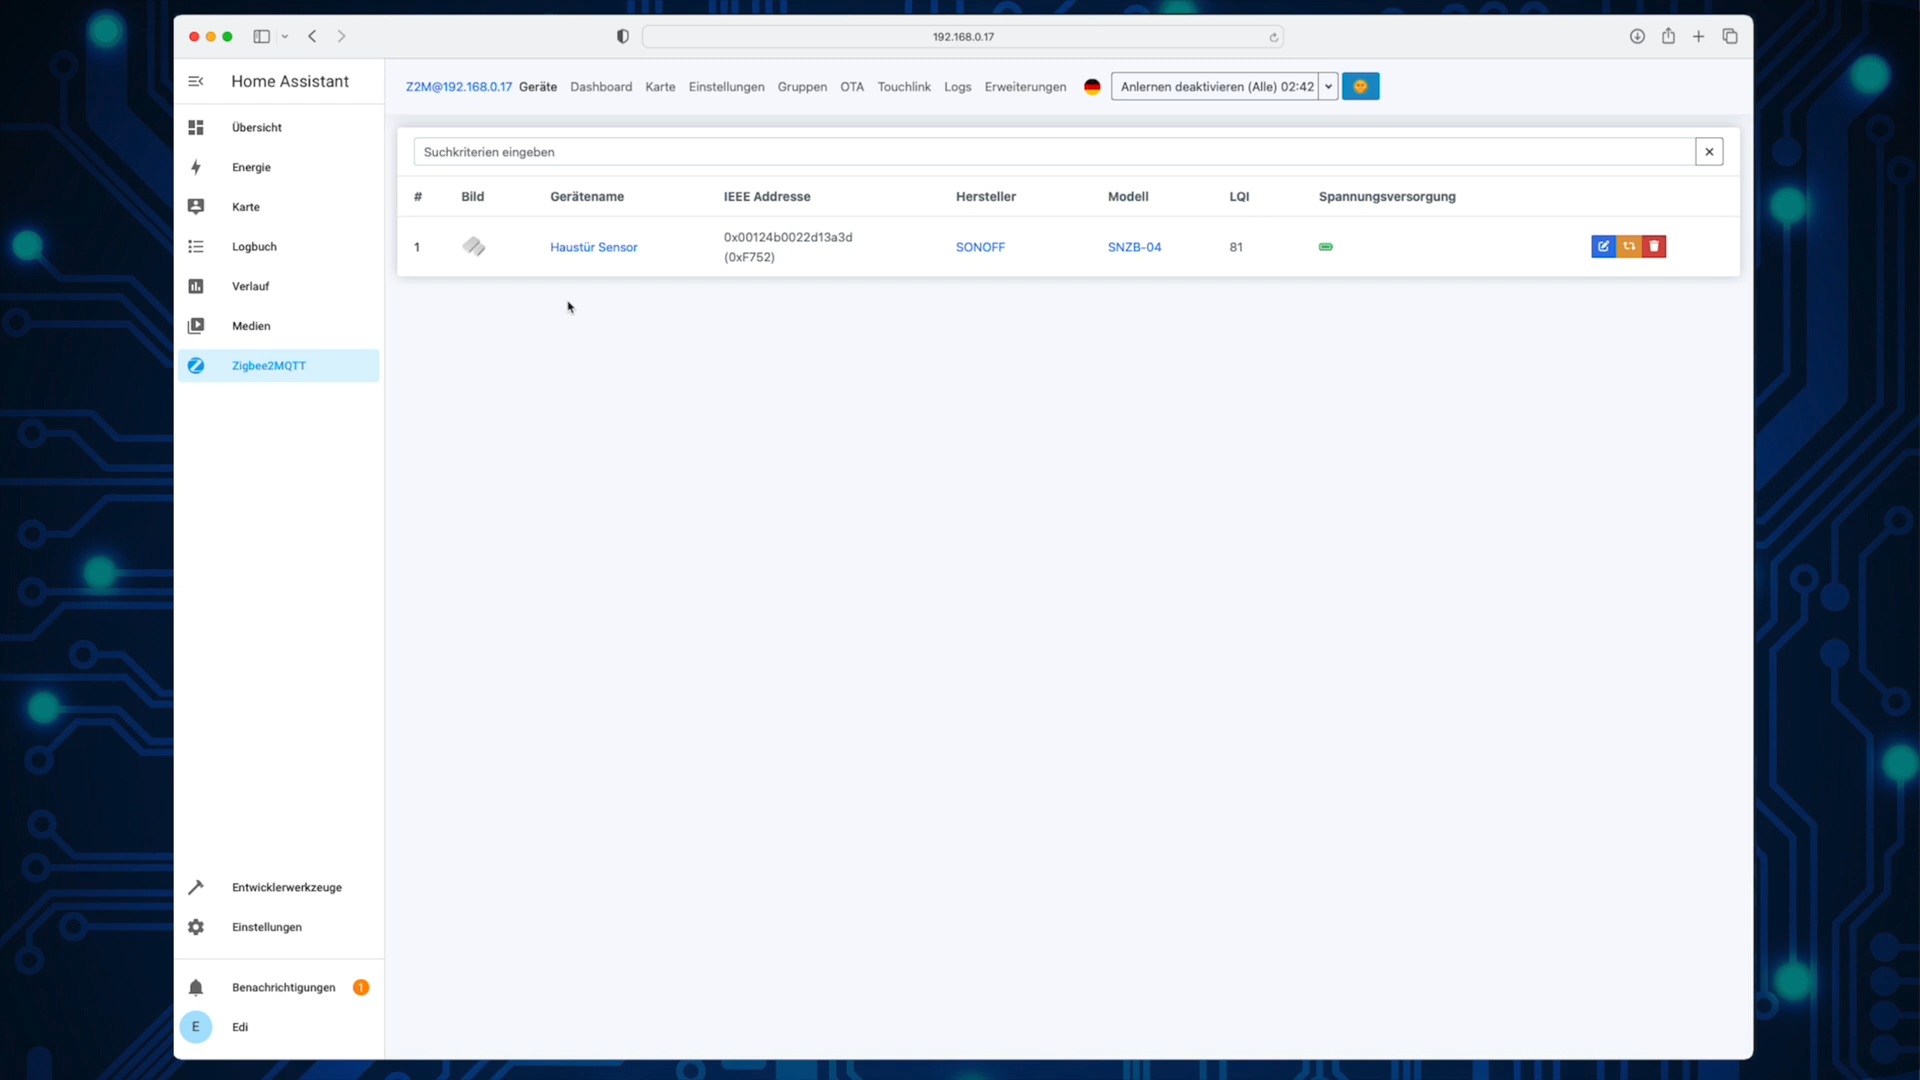 192.168.0.17
Home Assistant
Z2M@192.168.0.17 Geräte Dashboard Karte Einstellungen Gruppen OTA Touchlink Logs Erweiterungen Anlernen deaktivieren (Alle) 02:42
Übersicht
Energie
Karte
Logbuch
Verlauf
Medien
Zigbee2MQTT
Entwicklerwerkzeuge
Einstellungen
Benachrichtigungen 1
E Edi
Suchkriterien eingeben
# Bild Gerätename IEEE Addresse Hersteller Modell LQI Spannungsversorgung
1 Haustür Sensor 0x00124b0022d13a3d SONOFF SNZB-04 81
(0xF752)